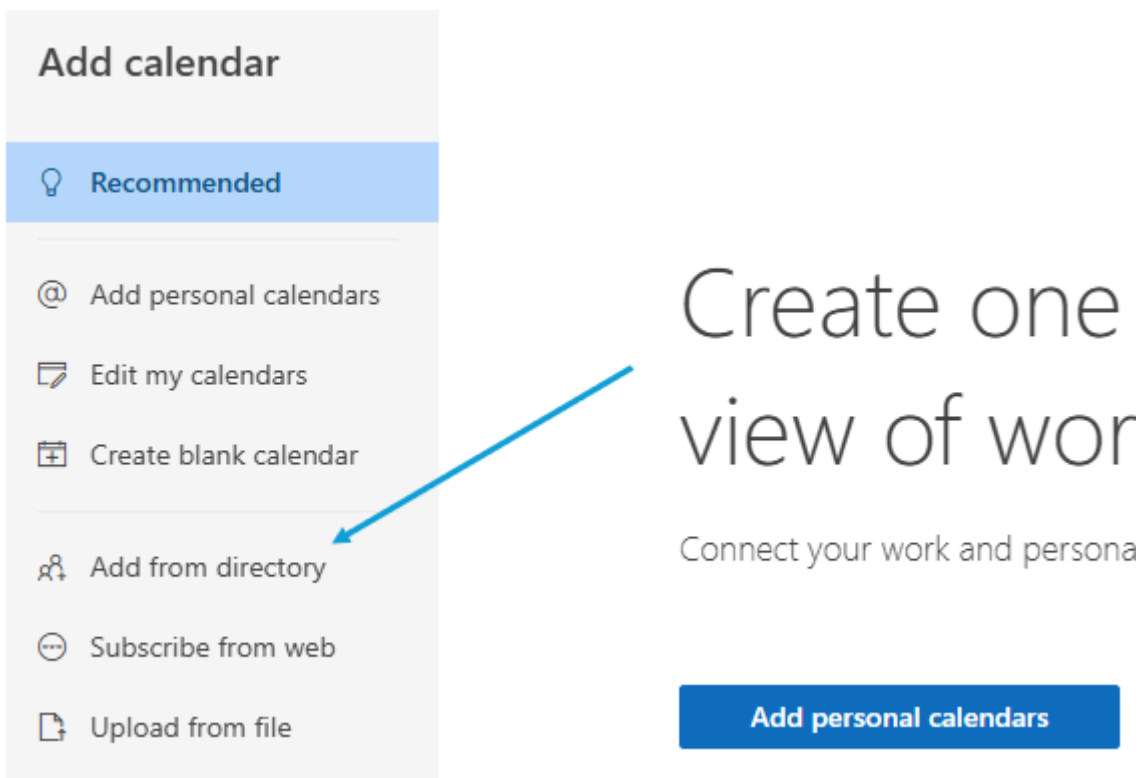 Add calendar
Recommended
Add personal calendars
Edit my calendars
Create blank calendar
Add from directory
Subscribe from web
Upload from file
Create one
view of wor
Connect your work and persona
Add personal calendars